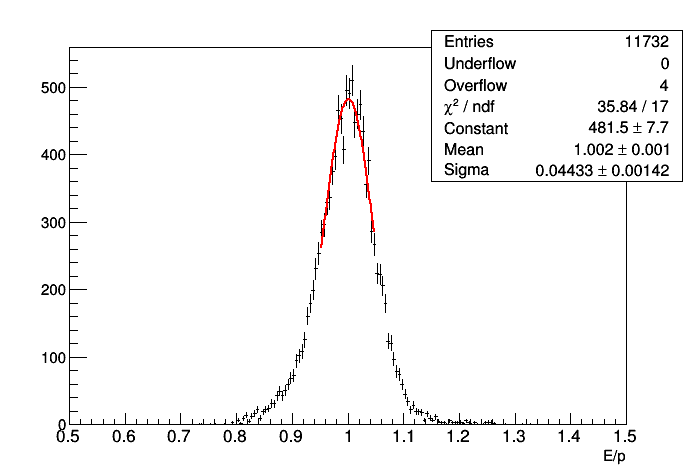 Entries 11732
Underflow 0
Overflow 4
χ² / ndf 35.84 / 17
Constant 481.5 ± 7.7
Mean 1.002 ± 0.001
Sigma 0.04433 ± 0.00142
500
400
300
200
100
0
0.5 0.6 0.7 0.8 0.9 1 1.1 1.2 1.3 1.4 1.5
E/p